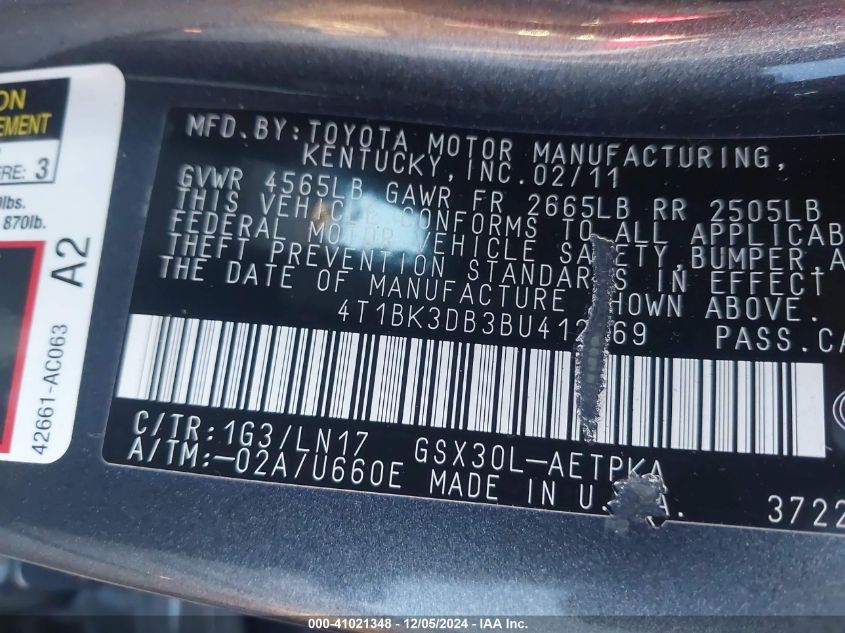 ON
EMENT
ERE: 3
0lbs.
870lb.
A2
42661-AC063
MFD.BY:TOYOTA MOTOR MANUFACTURING,
KENTUCKY,INC.02/11
GVWR 4565LB GAWR FR 2665LB RR 2505LB
THIS VEHICLE CONFORMS TO ALL APPLICAB
FEDERAL MOTOR VEHICLE SAFETY,BUMPER A
THEFT PREVENTION STANDARDS IN EFFECT
THE DATE OF MANUFACTURE SHOWN ABOVE.
PASS.CA
C/TR:1G3/LN17 GSX30L-AETPKA
A/TM:-02A/U660E MADE IN U.S.A.
3722
000-41021348 - 12/05/2024 - IAA Inc.